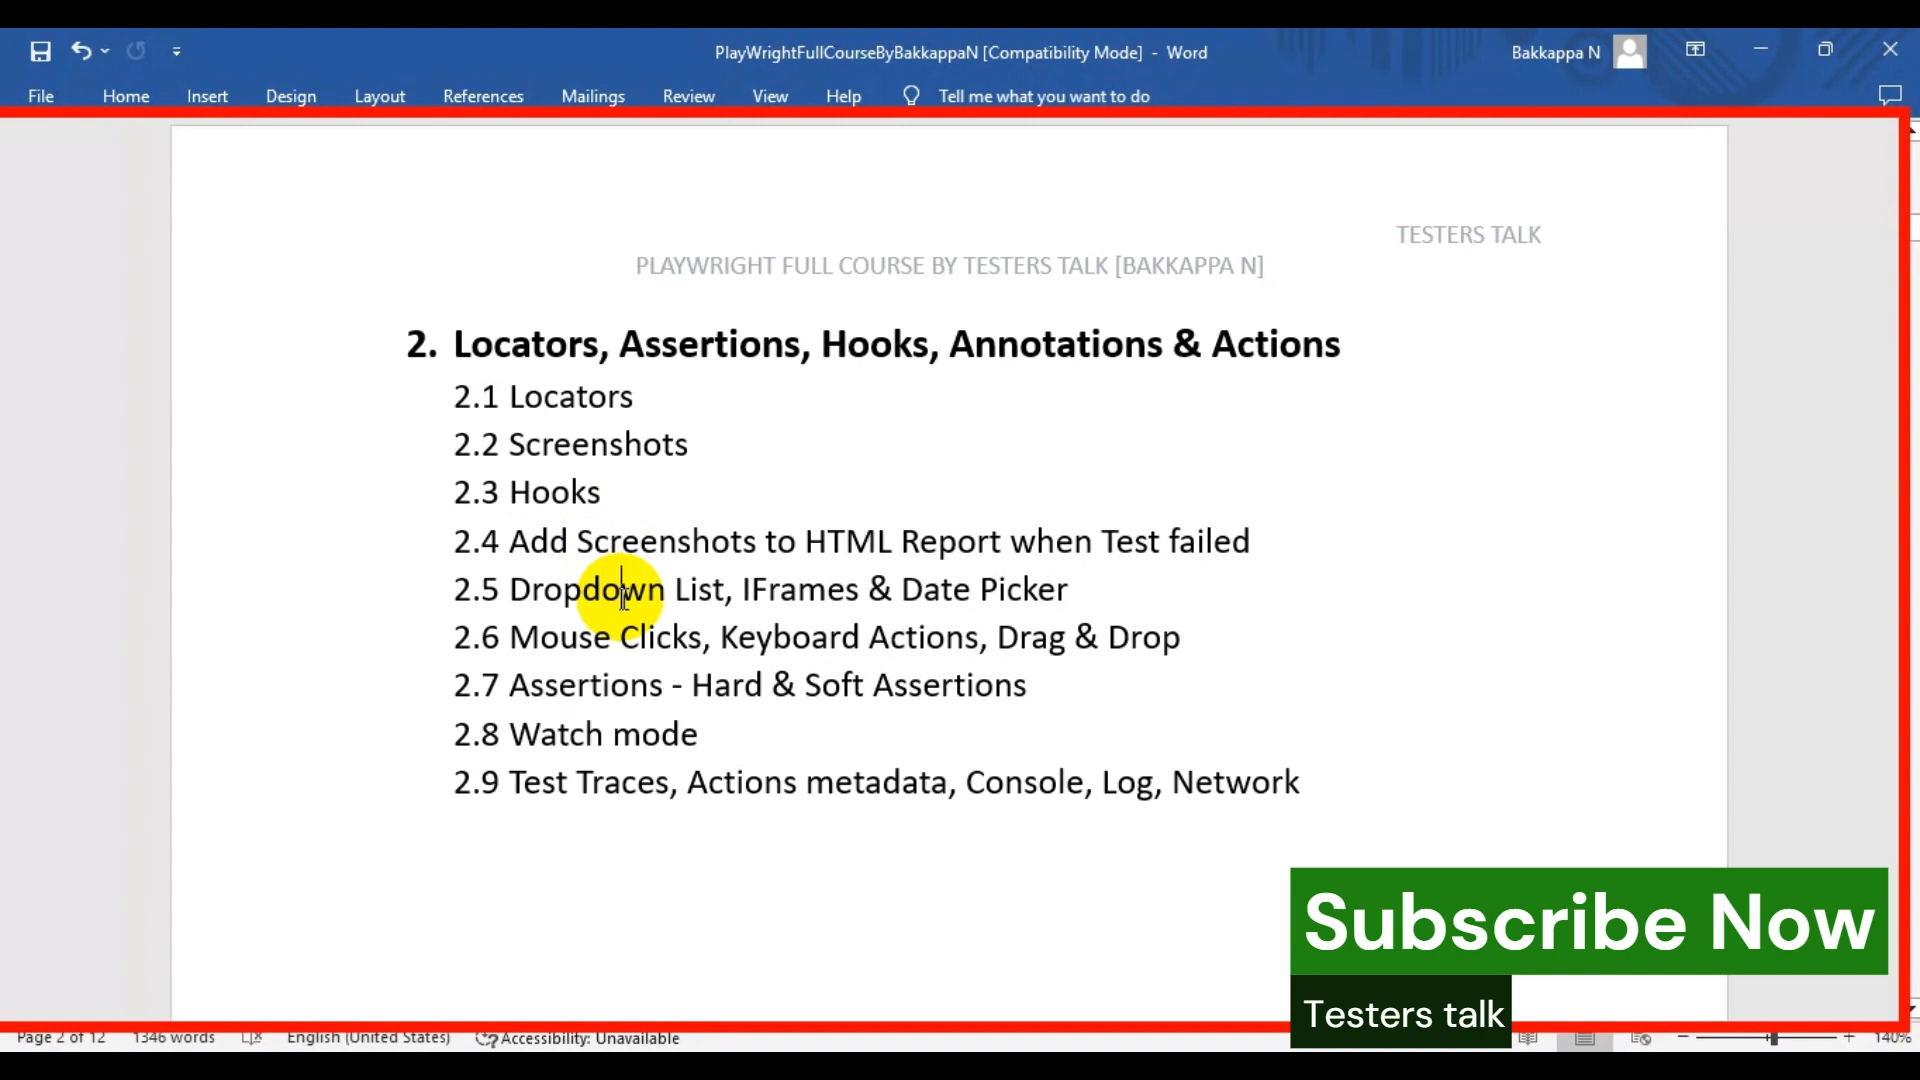 PlayWrightFullCourseByBakkappaN [Compatibility Mode] - Word
Bakkappa N
File Home Insert Design Layout References Mailings Review View Help Tell me what you want to do
TESTERS TALK
PLAYWRIGHT FULL COURSE BY TESTERS TALK [BAKKAPPA N]
2. Locators, Assertions, Hooks, Annotations & Actions
2.1 Locators
2.2 Screenshots
2.3 Hooks
2.4 Add Screenshots to HTML Report when Test failed
2.5 Dropdown List, IFrames & Date Picker
2.6 Mouse Clicks, Keyboard Actions, Drag & Drop
2.7 Assertions - Hard & Soft Assertions
2.8 Watch mode
2.9 Test Traces, Actions metadata, Console, Log, Network
Subscribe Now
Testers talk
Page 2 of 12 1346 words English (United States) Accessibility: Unavailable 140%